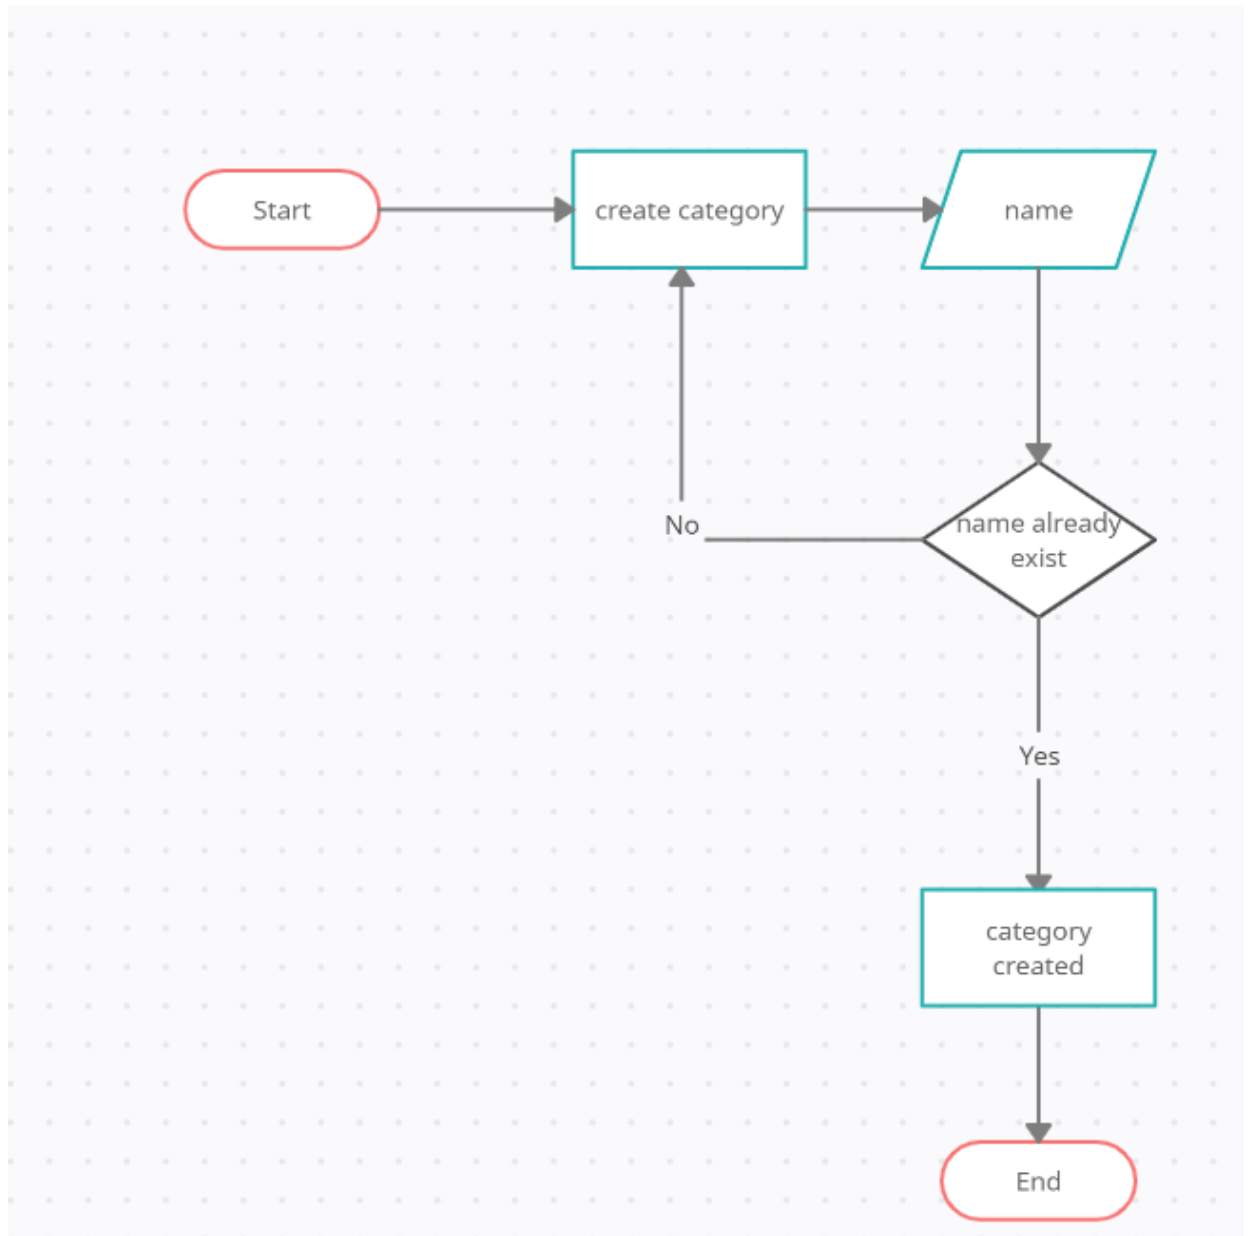 Start
create category
name
name already
exist
No
Yes
category
created
End